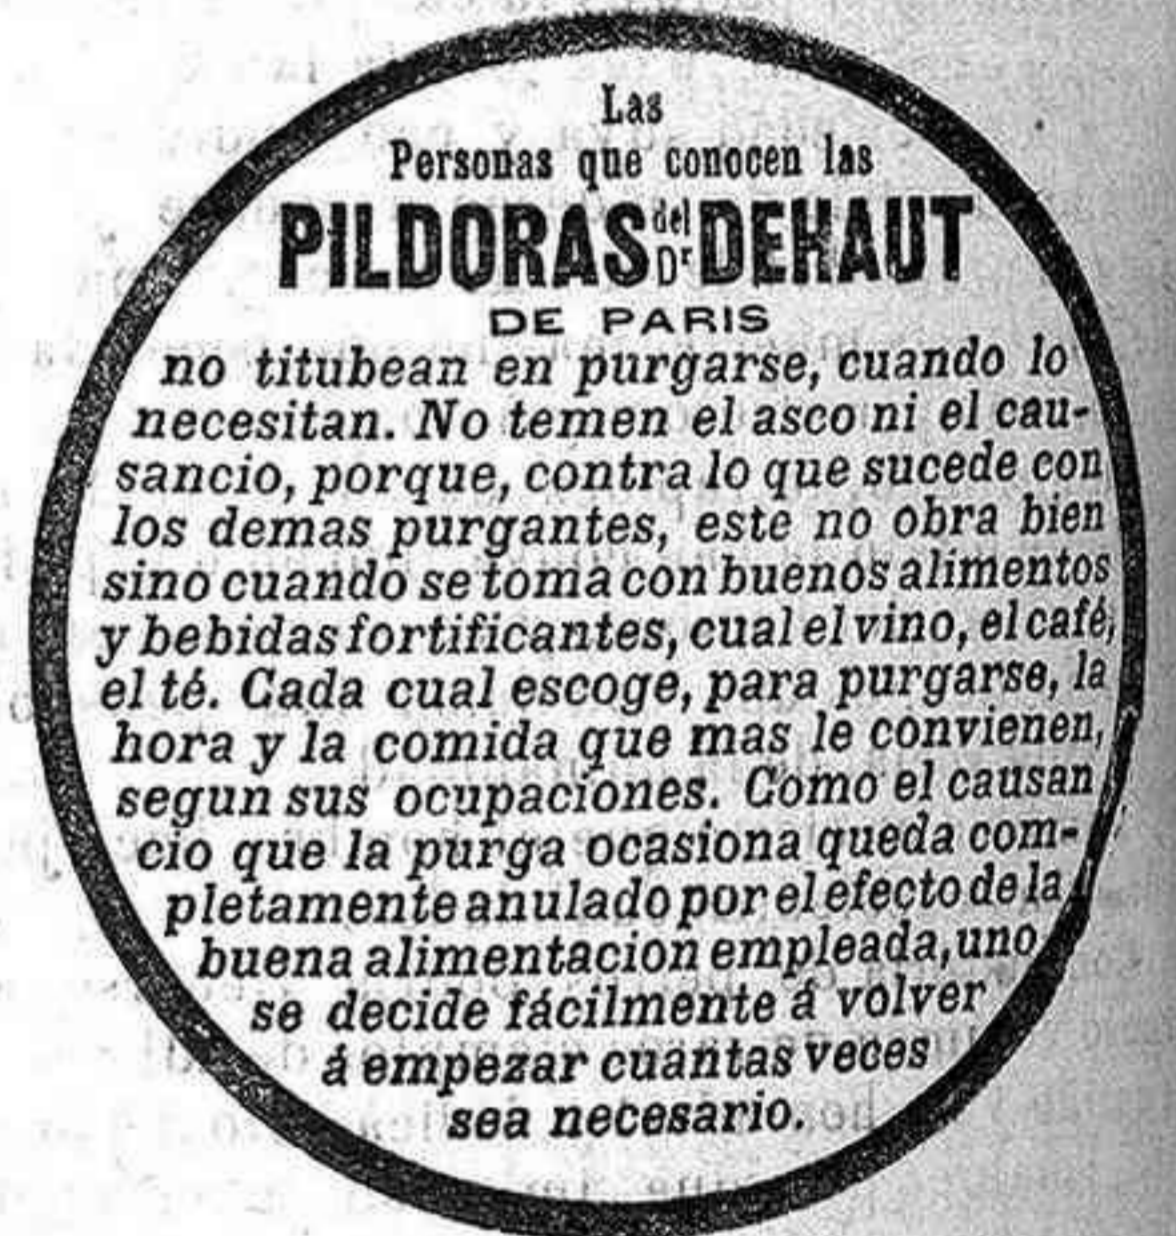 Las
Personas que conocen las
PILDORAS del Dr DEHAUT
DE PARIS
no titubean en purgarse, cuando lo
necesitan. No temen el asco ni el cau-
sancio, porque, contra lo que sucede con
los demas purgantes, este no obra bien
sino cuando se toma con buenos alimentos
y bebidas fortificantes, cual el vino, el café,
el té. Cada cual escoge, para purgarse, la
hora y la comida que mas le convienen,
segun sus ocupaciones. Como el causan
cio que la purga ocasiona queda com-
pletamente anulado por el efecto de la
buena alimentacion empleada, uno
se decide fácilmente á volver
á empezar cuantas veces
sea necesario.